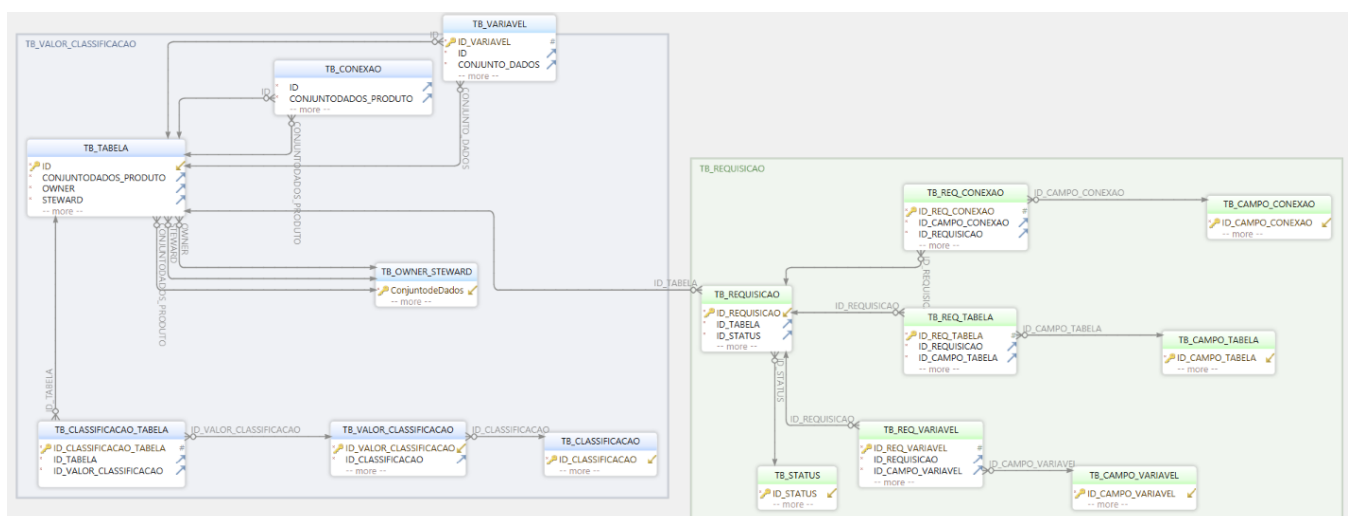 TB_VALOR_CLASSIFICACAO
TB_VARIAVEL
ID_VARIAVEL #
ID
CONJUNTO_DADOS
-- more --
ID
CONJUNTO_DADOS
TB_CONEXAO
ID
CONJUNTODADOS_PRODUTO
-- more --
ID
CONJUNTODADOS_PRODUTO
TB_TABELA
ID
CONJUNTODADOS_PRODUTO
OWNER
STEWARD
-- more --
OWNER
STEWARD
CONJUNTODADOS_PRODUTO
TB_OWNER_STEWARD
ConjuntodeDados
-- more --
ID_TABELA
TB_CLASSIFICACAO_TABELA
ID_CLASSIFICACAO_TABELA #
ID_TABELA
ID_VALOR_CLASSIFICACAO
ID_VALOR_CLASSIFICACAO
TB_VALOR_CLASSIFICACAO
ID_VALOR_CLASSIFICACAO
ID_CLASSIFICACAO
-- more --
ID_CLASSIFICACAO
TB_CLASSIFICACAO
ID_CLASSIFICACAO
-- more --
TB_REQUISICAO
TB_REQ_CONEXAO
ID_REQ_CONEXAO #
ID_CAMPO_CONEXAO
ID_REQUISICAO
-- more --
ID_CAMPO_CONEXAO
TB_CAMPO_CONEXAO
ID_CAMPO_CONEXAO
-- more --
ID_TABELA
TB_REQUISICAO
ID_REQUISICAO
ID_TABELA
ID_STATUS
-- more --
ID_REQUISICAO
TB_REQ_TABELA
ID_REQ_TABELA #
ID_REQUISICAO
ID_CAMPO_TABELA
-- more --
ID_CAMPO_TABELA
TB_CAMPO_TABELA
ID_CAMPO_TABELA
-- more --
ID_STATUS
ID_REQUISICAO
TB_REQ_VARIAVEL
ID_REQ_VARIAVEL #
ID_REQUISICAO
ID_CAMPO_VARIAVEL
-- more --
TB_STATUS
ID_STATUS
-- more --
TB_CAMPO_VARIAVEL
ID_CAMPO_VARIAVEL
-- more --